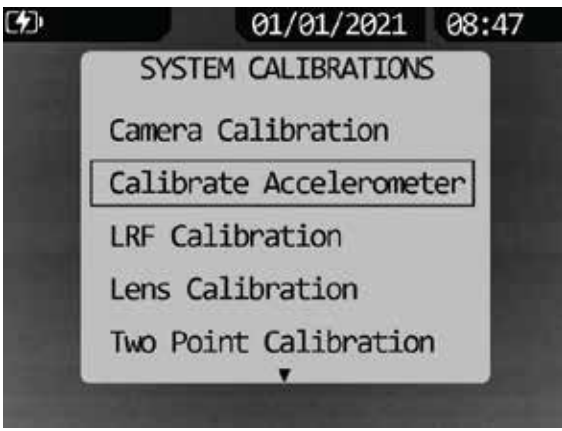 01/01/2021 08:47
SYSTEM CALIBRATIONS
Camera Calibration
Calibrate Accelerometer
LRF Calibration
Lens Calibration
Two Point Calibration